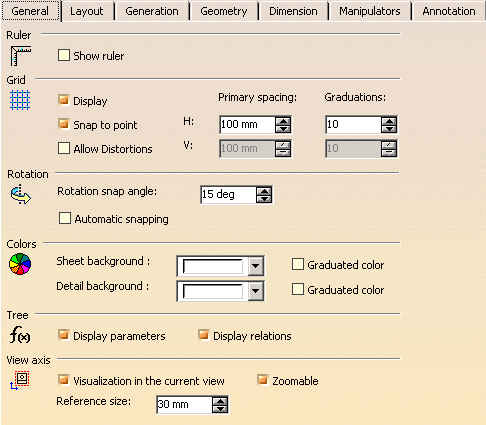 General Layout Generation Geometry Dimension Manipulators Annotation
Ruler
Show ruler
Grid
Display Primary spacing: Graduations:
Snap to point H: 100 mm 10
Allow Distortions V: 100 mm 10
Rotation
Rotation snap angle: 15 deg
Automatic snapping
Colors
Sheet background : Graduated color
Detail background : Graduated color
Tree
f(x) Display parameters Display relations
View axis
Visualization in the current view Zoomable
Reference size: 30 mm